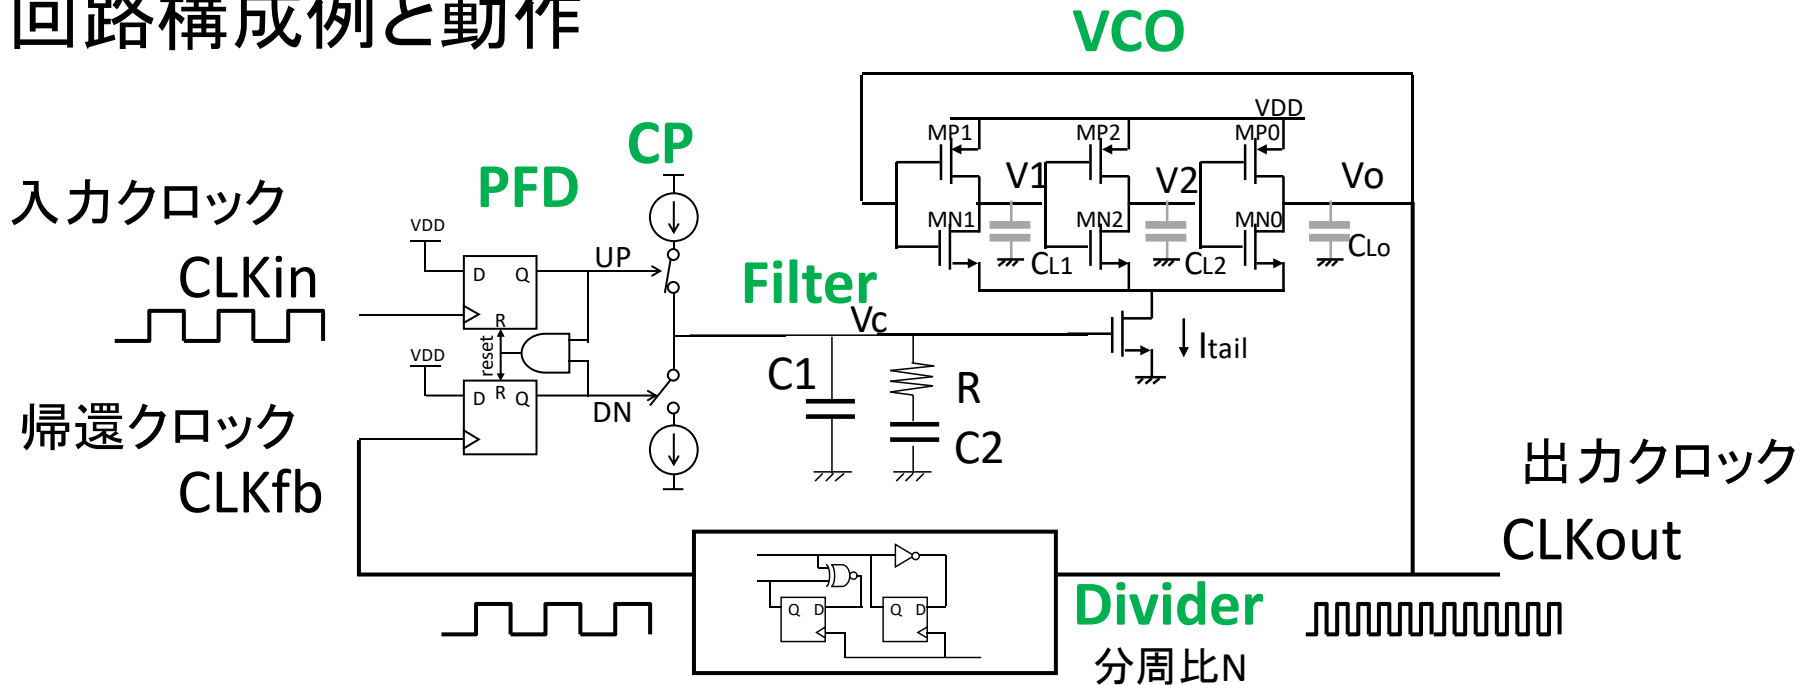 回路構成例と動作
VCO
VDD
MP1
MP2
MP0
CP
PFD
V1
V2
Vo
入力クロック
VDD
MN1
MN2
MN0
CLKin
D
Q
UP
CL1
CL2
CLo
Filter
R
Vc
reset
Itail
VDD
C1
R
D
R
Q
DN
帰還クロック
C2
CLKfb
出力クロック
CLKout
Q
D
Q
D
Divider
分周比N